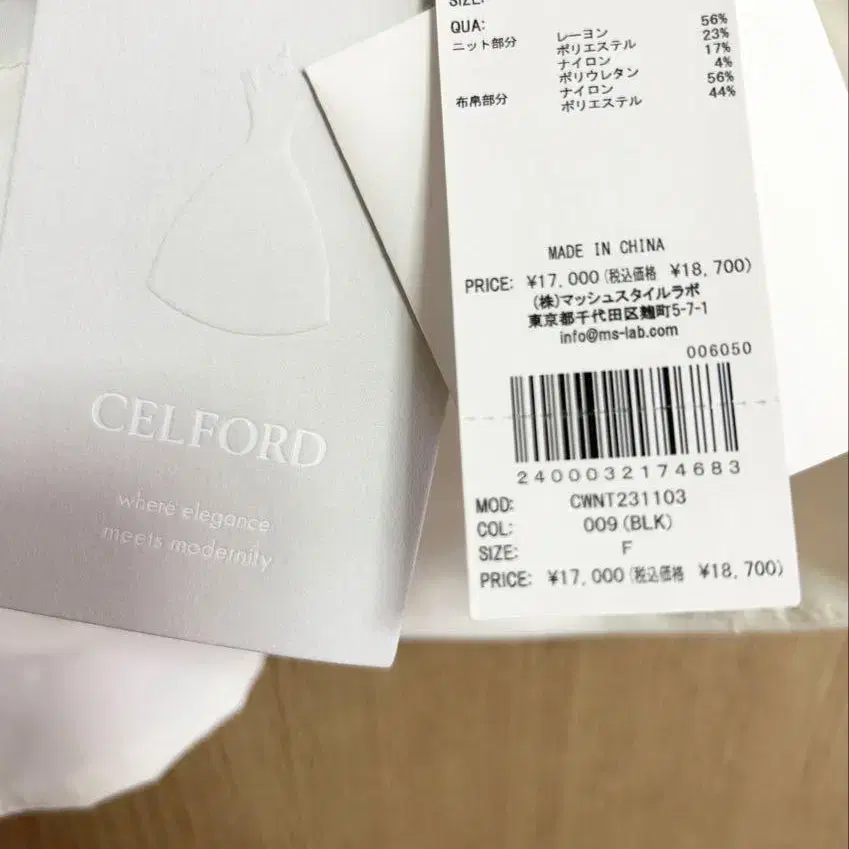 CELFORD
where elegance
meets modernity
SIZE:
QUA:
ニット部分 レーヨン 56%
ポリエステル 23%
ナイロン 17%
ポリウレタン 4%
布帛部分 ナイロン 56%
ポリエステル 44%
MADE IN CHINA
PRICE: ¥17,000(税込価格 ¥18,700)
(株)マッシュスタイルラボ
東京都千代田区麹町5-7-1
info@ms-lab.com
006050
2400032174683
MOD: CWNT231103
COL: 009(BLK)
SIZE: F
PRICE: ¥17,000(税込価格 ¥18,700)